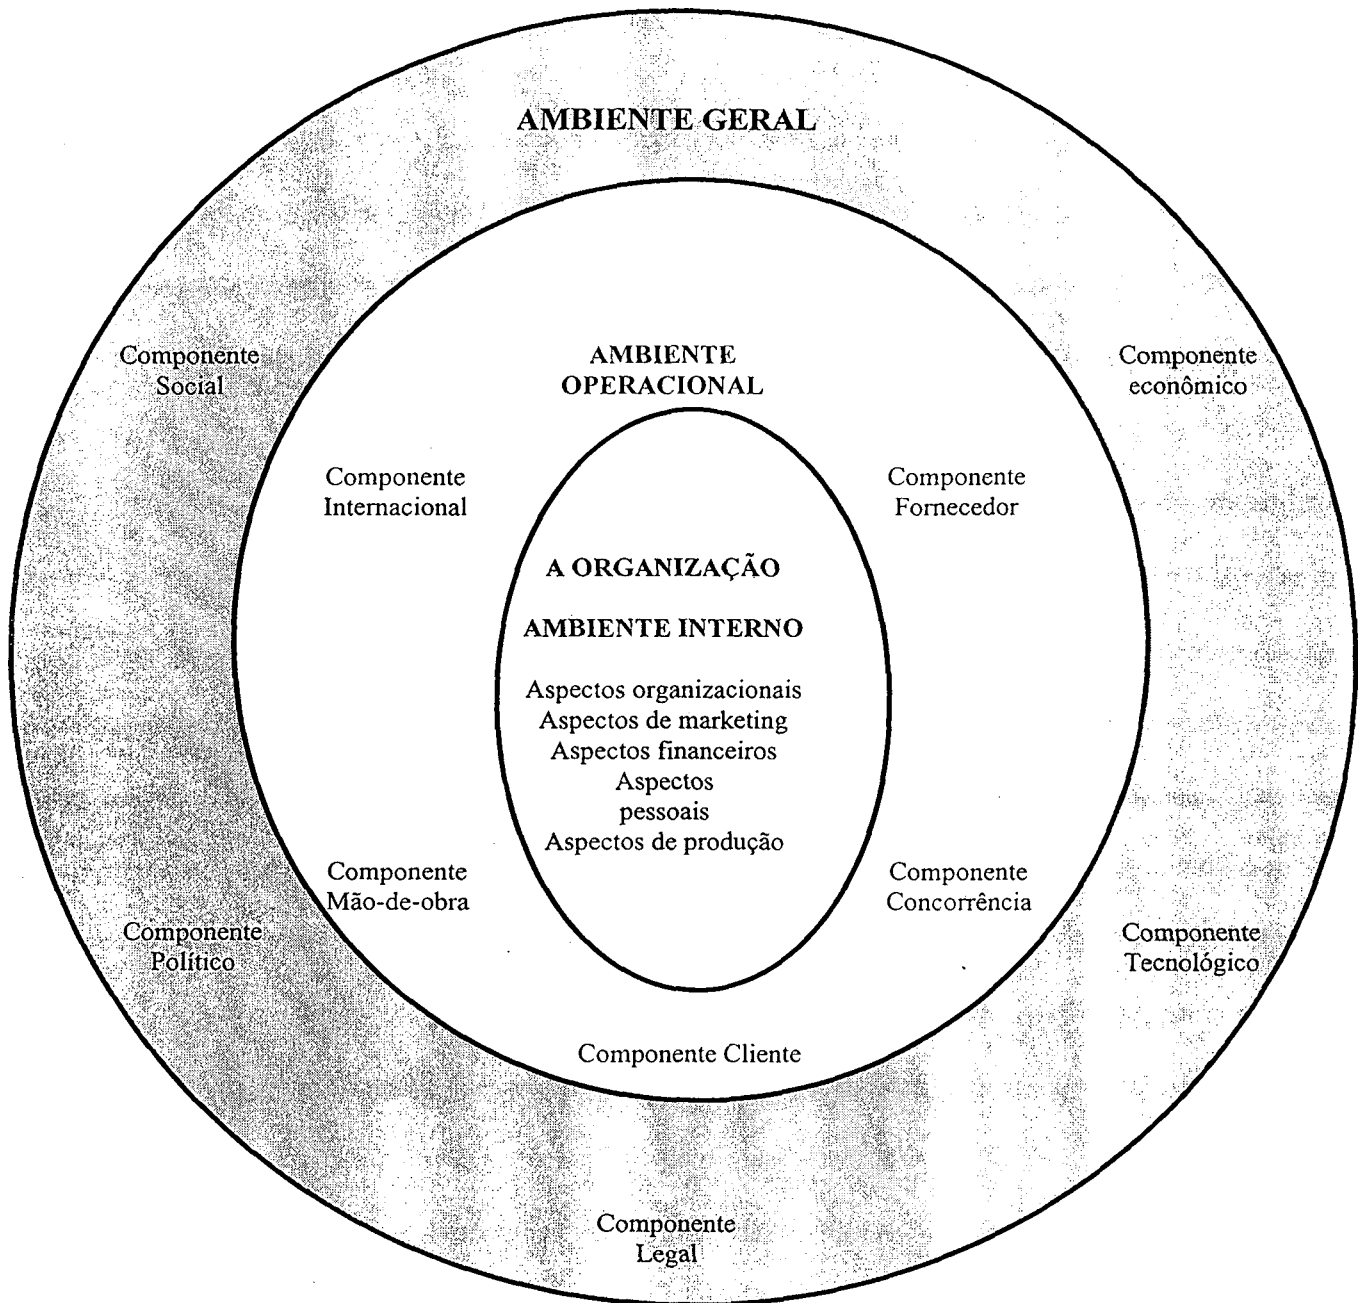 AMBIENTE GERAL
Componente
Social
AMBIENTE
OPERACIONAL
Componente
econômico
Componente
Internacional
Componente
Fornecedor
A ORGANIZAÇÃO
AMBIENTE INTERNO
Aspectos organizacionais
Aspectos de marketing
Aspectos financeiros
Aspectos
pessoais
Aspectos de produção
Componente
Mão-de-obra
Componente
Concorrência
Componente
Político
Componente
Tecnológico
Componente Cliente
Componente
Legal